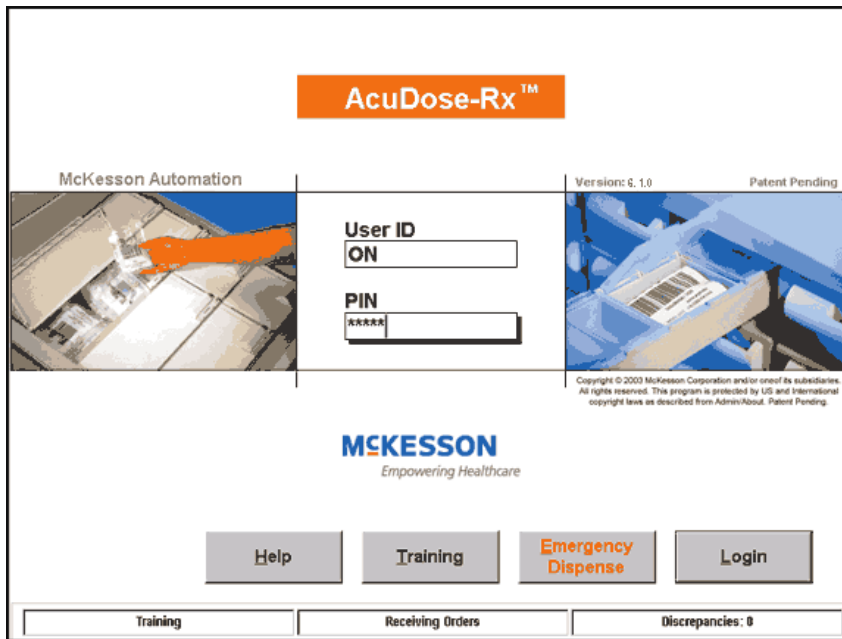 AcuDose-Rx™
McKesson Automation
Version: 6.1.0
Patent Pending
User ID
ON
PIN
*****
Copyright © 2003 McKesson Corporation and/or oneof its subsidiaries.
All rights reserved. This program is protected by US and International
copyright laws as described from Admin/About. Patent Pending.
MCKESSON
Empowering Healthcare
Help
Training
Emergency
Dispense
Login
Training
Receiving Orders
Discrepancies: 0